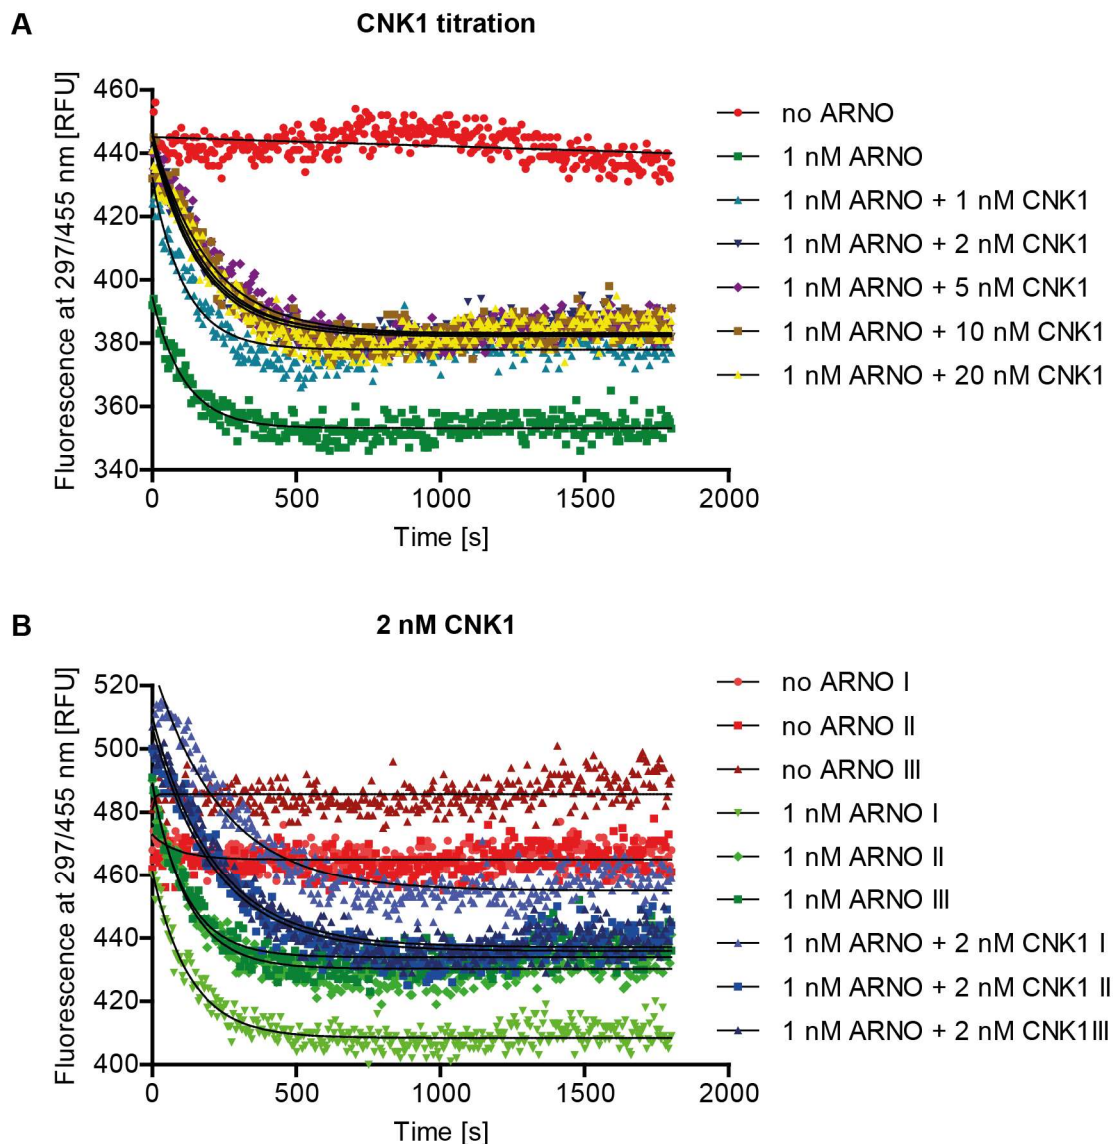 A
CNK1 titration
Fluorescence at 297/455 nm [RFU]
460
440
420
400
380
360
340
0
500
1000
1500
2000
Time [s]
no ARNO
1 nM ARNO
1 nM ARNO + 1 nM CNK1
1 nM ARNO + 2 nM CNK1
1 nM ARNO + 5 nM CNK1
1 nM ARNO + 10 nM CNK1
1 nM ARNO + 20 nM CNK1
B
2 nM CNK1
Fluorescence at 297/455 nm [RFU]
520
500
480
460
440
420
400
0
500
1000
1500
2000
Time [s]
no ARNO I
no ARNO II
no ARNO III
1 nM ARNO I
1 nM ARNO II
1 nM ARNO III
1 nM ARNO + 2 nM CNK1 I
1 nM ARNO + 2 nM CNK1 II
1 nM ARNO + 2 nM CNK1III